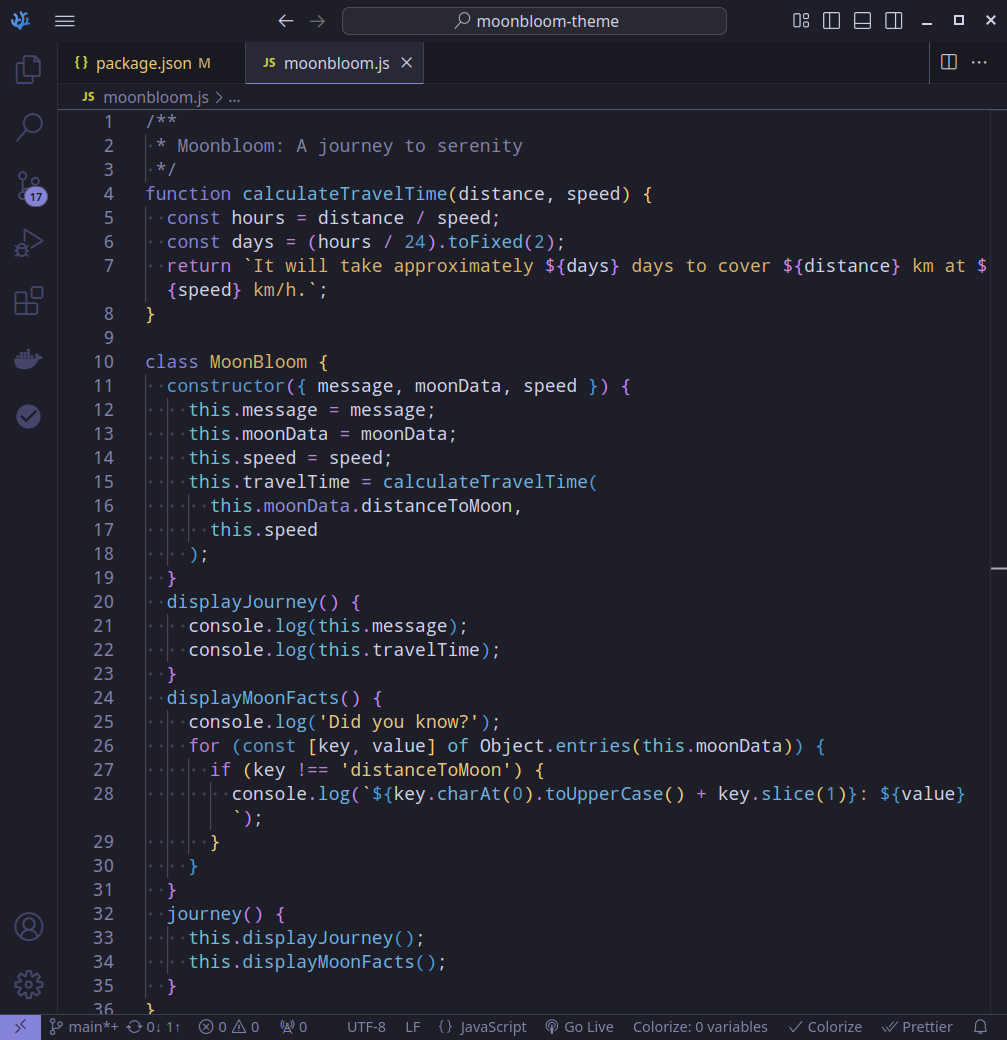 moonbloom-theme
{} package.json M
JS moonbloom.js ×
JS moonbloom.js > ...
1 /**
2 * Moonbloom: A journey to serenity
3 */
4 function calculateTravelTime(distance, speed) {
5 const hours = distance / speed;
6 const days = (hours / 24).toFixed(2);
7 return `It will take approximately ${days} days to cover ${distance} km at $
{speed} km/h.`;
8 }
9
10 class MoonBloom {
11 constructor({ message, moonData, speed }) {
12 this.message = message;
13 this.moonData = moonData;
14 this.speed = speed;
15 this.travelTime = calculateTravelTime(
16 this.moonData.distanceToMoon,
17 this.speed
18 );
19 }
20 displayJourney() {
21 console.log(this.message);
22 console.log(this.travelTime);
23 }
24 displayMoonFacts() {
25 console.log('Did you know?');
26 for (const [key, value] of Object.entries(this.moonData)) {
27 if (key !== 'distanceToMoon') {
28 console.log(`${key.charAt(0).toUpperCase() + key.slice(1)}: ${value}
`);
29 }
30 }
31 }
32 journey() {
33 this.displayJourney();
34 this.displayMoonFacts();
35 }
36 }
17
main*+ 0↓ 1↑ 0 0 0 UTF-8 LF {} JavaScript Go Live Colorize: 0 variables Colorize Prettier